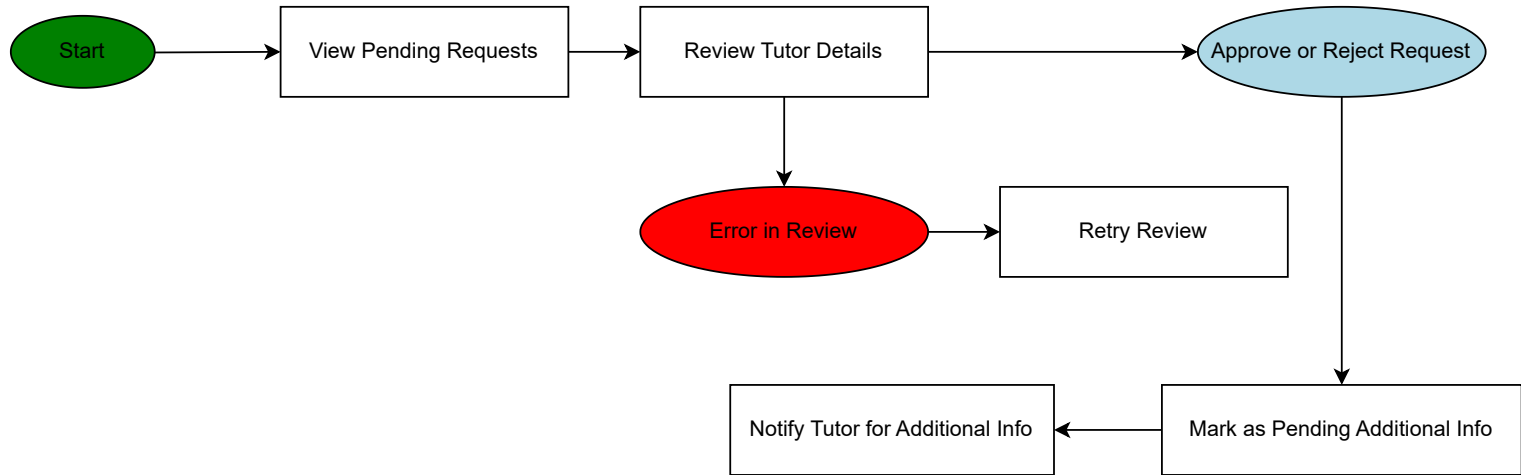 Start
View Pending Requests
Review Tutor Details
Approve or Reject Request
Error in Review
Retry Review
Notify Tutor for Additional Info
Mark as Pending Additional Info